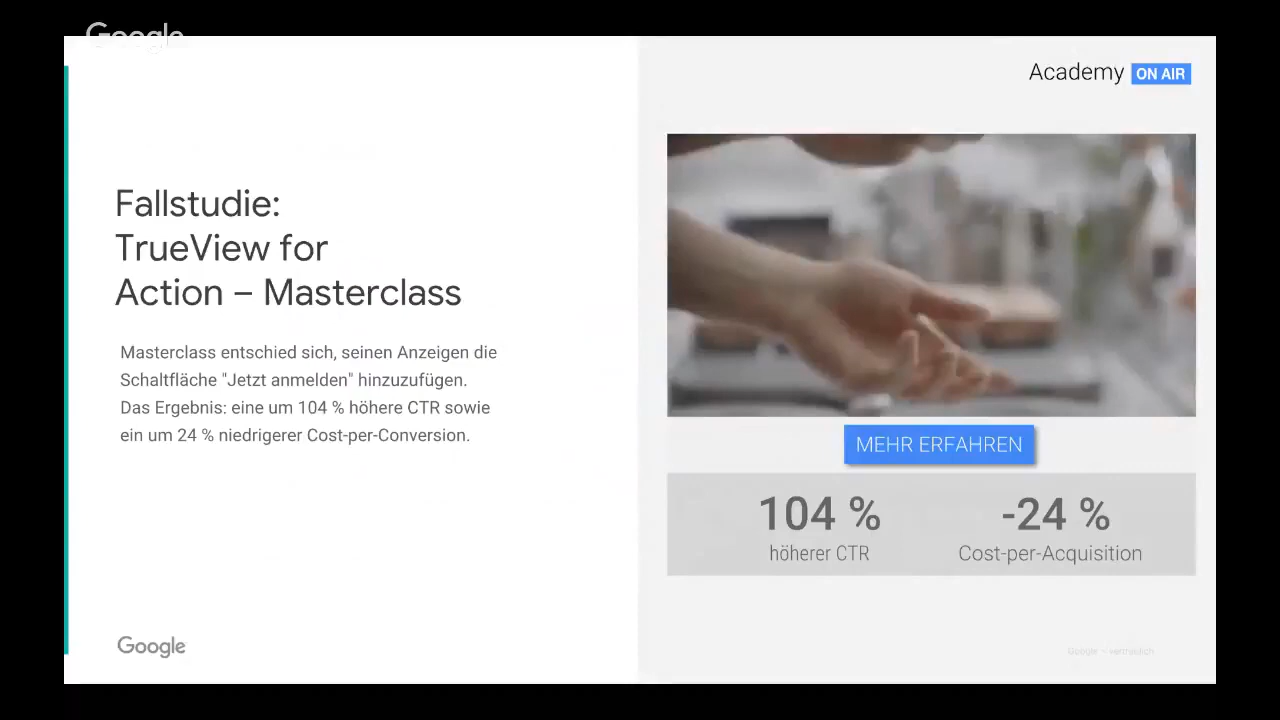 Google
Academy ON AIR
Fallstudie:
TrueView for
Action – Masterclass
Masterclass entschied sich, seinen Anzeigen die
Schaltfläche "Jetzt anmelden" hinzuzufügen.
Das Ergebnis: eine um 104 % höhere CTR sowie
ein um 24 % niedrigerer Cost-per-Conversion.
MEHR ERFAHREN
104 %
höherer CTR
-24 %
Cost-per-Acquisition
Google
Google – vertraulich